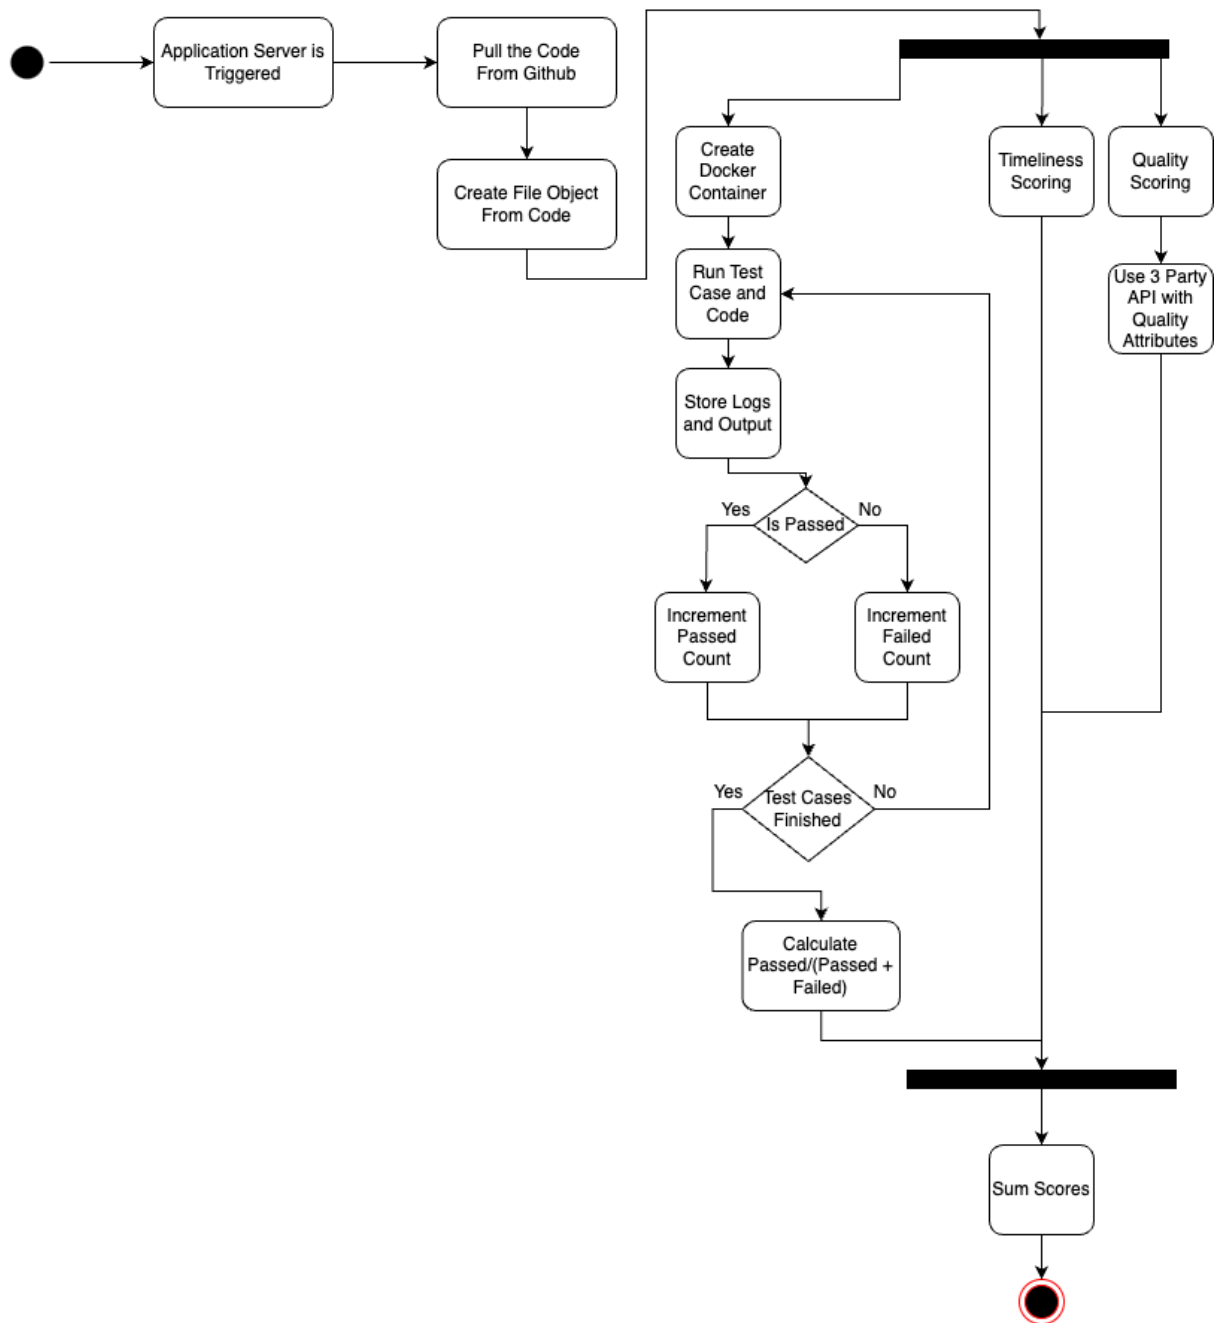 Application Server is
Triggered
Pull the Code
From Github
Create File Object
From Code
Create
Docker
Container
Timeliness
Scoring
Quality
Scoring
Run Test
Case and
Code
Use 3 Party
API with
Quality
Attributes
Store Logs
and Output
Yes
Is Passed
No
Increment
Passed
Count
Increment
Failed
Count
Yes
Test Cases
Finished
No
Calculate
Passed/(Passed +
Failed)
Sum Scores